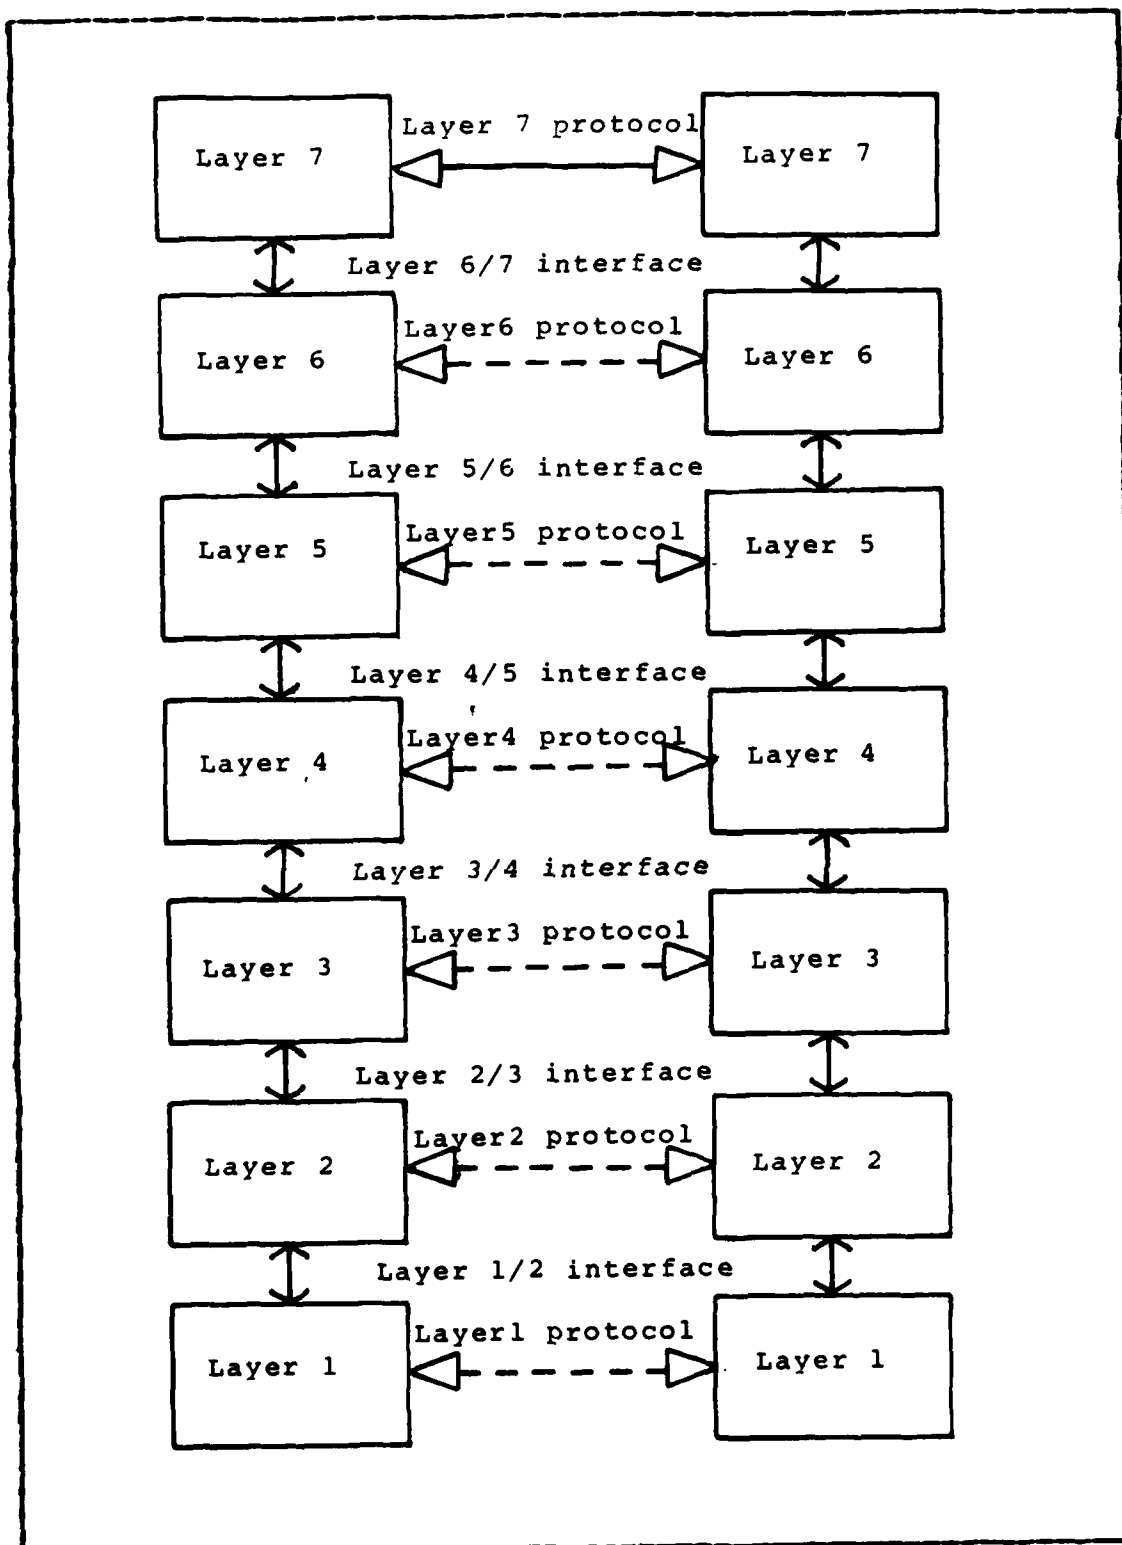 Layer 7 protocol
Layer 7
Layer 7
Layer 6/7 interface
Layer6 protocol
Layer 6
Layer 6
Layer 5/6 interface
Layer5 protocol
Layer 5
Layer 5
Layer 4/5 interface
Layer4 protocol
Layer 4
Layer 4
Layer 3/4 interface
Layer3 protocol
Layer 3
Layer 3
Layer 2/3 interface
Layer2 protocol
Layer 2
Layer 2
Layer 1/2 interface
Layer1 protocol
Layer 1
Layer 1